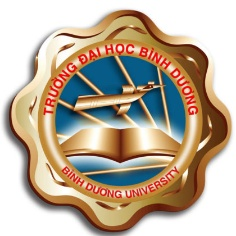 TRƯỜNG ĐẠI HỌC BÌNH DƯƠNG
BINH DUONG UNIVERSITY